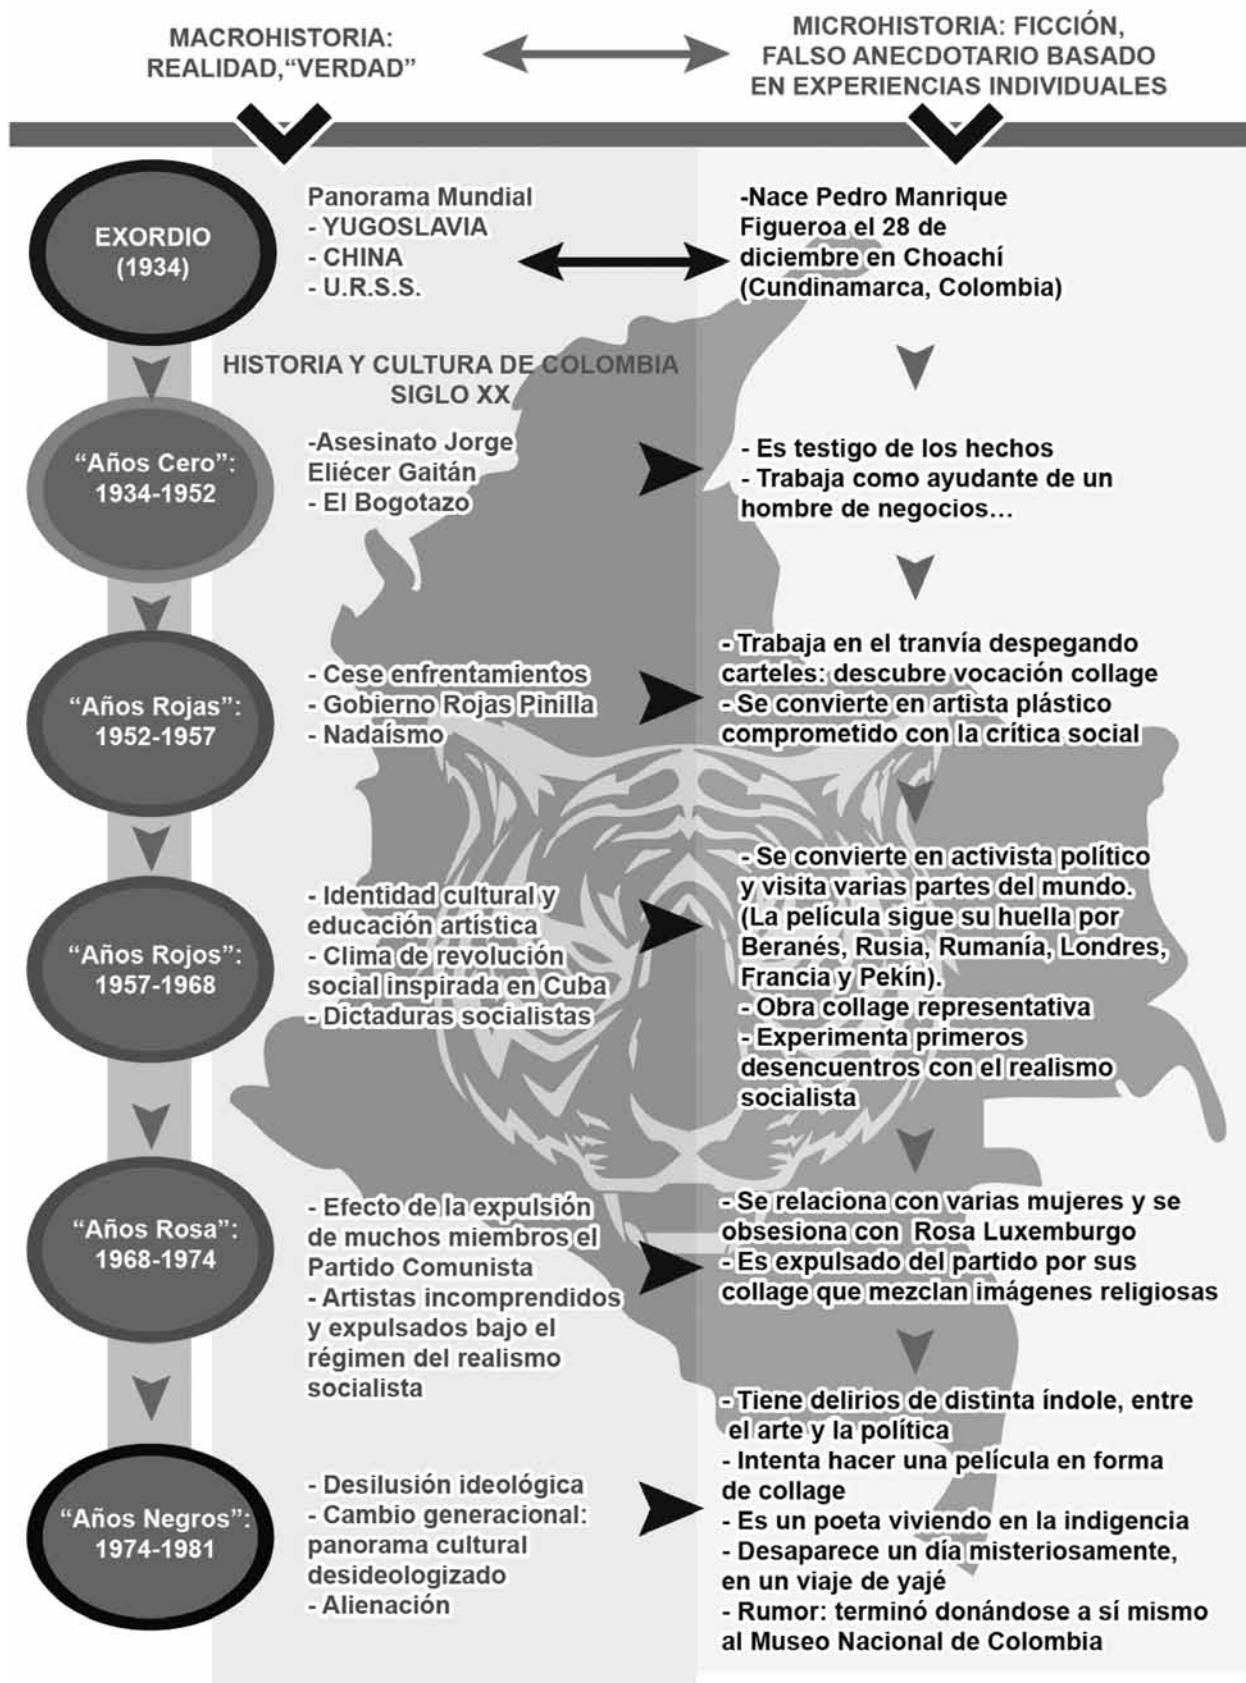 MACROHISTORIA:
REALIDAD,“VERDAD”
MICROHISTORIA: FICCIÓN,
FALSO ANECDOTARIO BASADO
EN EXPERIENCIAS INDIVIDUALES
EXORDIO
(1934)
Panorama Mundial
- YUGOSLAVIA
- CHINA
- U.R.S.S.
-Nace Pedro Manrique
Figueroa el 28 de
diciembre en Choachí
(Cundinamarca, Colombia)
HISTORIA Y CULTURA DE COLOMBIA
SIGLO XX
“Años Cero”:
1934-1952
-Asesinato Jorge
Eliécer Gaitán
- El Bogotazo
- Es testigo de los hechos
- Trabaja como ayudante de un
hombre de negocios…
“Años Rojas”:
1952-1957
- Cese enfrentamientos
- Gobierno Rojas Pinilla
- Nadaísmo
- Trabaja en el tranvía despegando
carteles: descubre vocación collage
- Se convierte en artista plástico
comprometido con la crítica social
“Años Rojos”:
1957-1968
- Identidad cultural y
educación artística
- Clima de revolución
social inspirada en Cuba
- Dictaduras socialistas
- Se convierte en activista político
y visita varias partes del mundo.
(La película sigue su huella por
Beranés, Rusia, Rumanía, Londres,
Francia y Pekín).
- Obra collage representativa
- Experimenta primeros
desencuentros con el realismo
socialista
“Años Rosa”:
1968-1974
- Efecto de la expulsión
de muchos miembros el
Partido Comunista
- Artistas incomprendidos
y expulsados bajo el
régimen del realismo
socialista
- Se relaciona con varias mujeres y se
obsesiona con Rosa Luxemburgo
- Es expulsado del partido por sus
collage que mezclan imágenes religiosas
“Años Negros”:
1974-1981
- Desilusión ideológica
- Cambio generacional:
panorama cultural
desideologizado
- Alienación
- Tiene delirios de distinta índole, entre
el arte y la política
- Intenta hacer una película en forma
de collage
- Es un poeta viviendo en la indigencia
- Desaparece un día misteriosamente,
en un viaje de yajé
- Rumor: terminó donándose a sí mismo
al Museo Nacional de Colombia